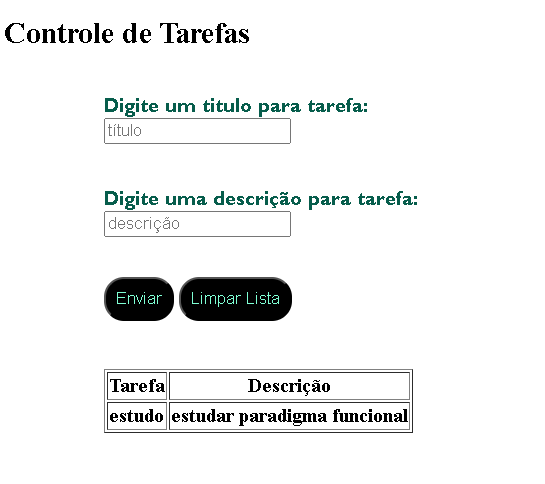 Controle de Tarefas
Digite um titulo para tarefa:
título
Digite uma descrição para tarefa:
descrição
Enviar Limpar Lista
Tarefa Descrição
estudo estudar paradigma funcional